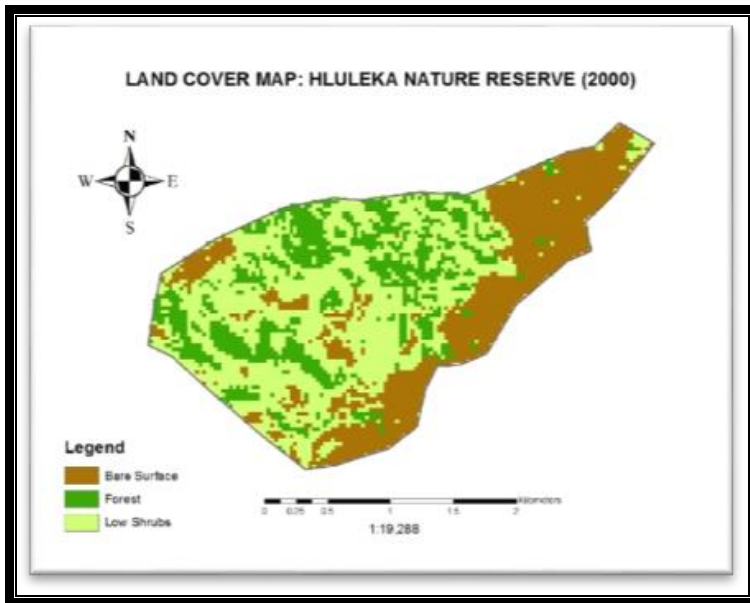 LAND COVER MAP: HLULEKA NATURE RESERVE (2000)
N
W E
S
Legend
Bare Surface
Forest
Low Shrubs
0 0.25 0.5 1 1.5 2 Kilometers
1:19,288